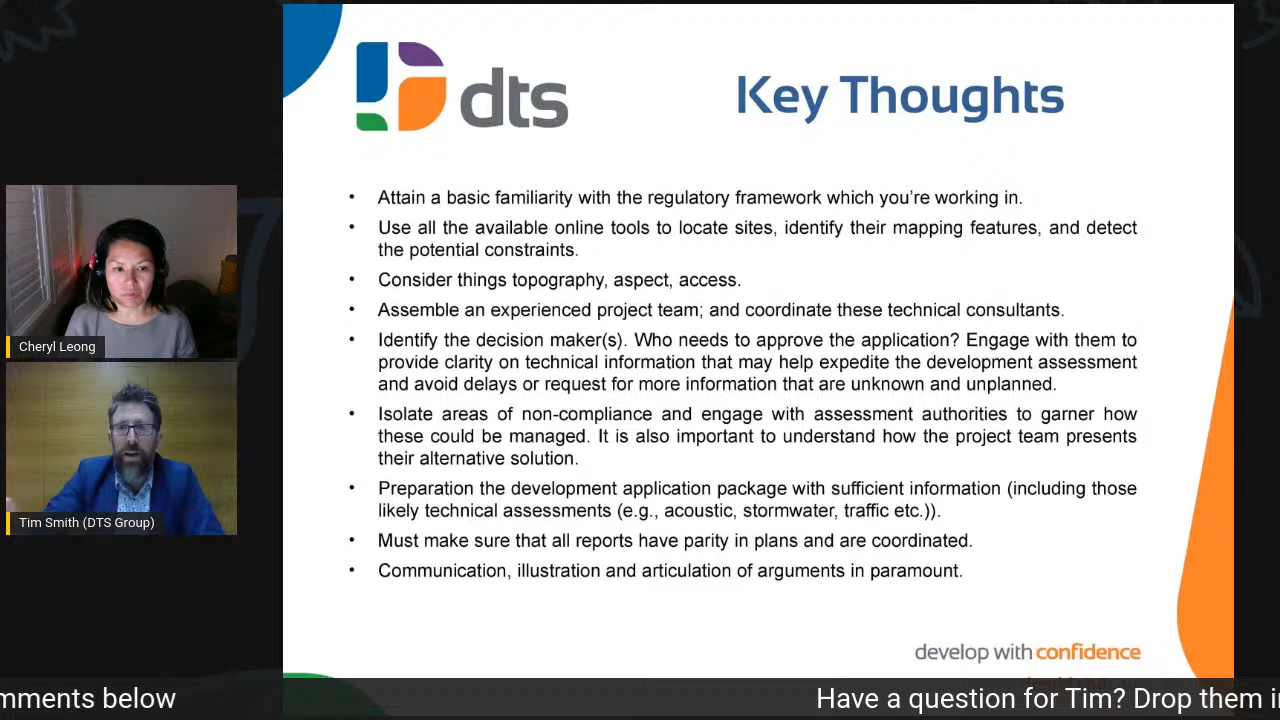 dts
Key Thoughts
• Attain a basic familiarity with the regulatory framework which you're working in.
• Use all the available online tools to locate sites, identify their mapping features, and detect
the potential constraints.
• Consider things topography, aspect, access.
• Assemble an experienced project team; and coordinate these technical consultants.
• Identify the decision maker(s). Who needs to approve the application? Engage with them to
provide clarity on technical information that may help expedite the development assessment
and avoid delays or request for more information that are unknown and unplanned.
• Isolate areas of non-compliance and engage with assessment authorities to garner how
these could be managed. It is also important to understand how the project team presents
their alternative solution.
• Preparation the development application package with sufficient information (including those
likely technical assessments (e.g., acoustic, stormwater, traffic etc.)).
• Must make sure that all reports have parity in plans and are coordinated.
• Communication, illustration and articulation of arguments in paramount.
Cheryl Leong
Tim Smith (DTS Group)
develop with confidence
mments below
Have a question for Tim? Drop them i